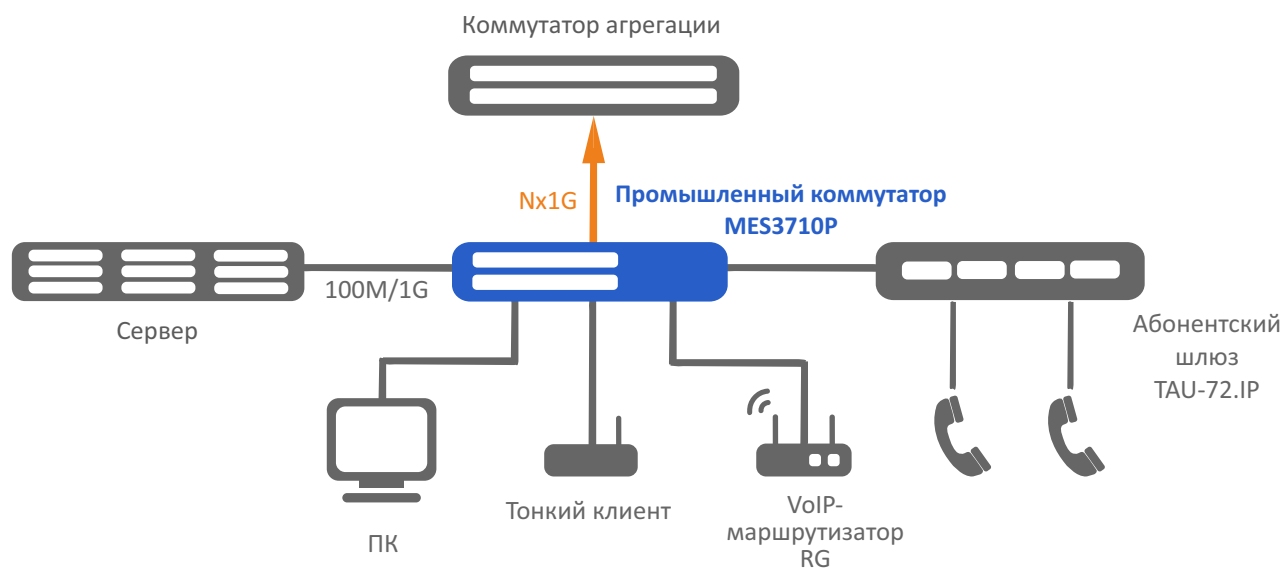 Коммутатор агрегации
Nx1G
Промышленный коммутатор
MES3710P
100M/1G
Сервер
Абонентский
шлюз
TAU-72.IP
ПК
Тонкий клиент
VoIP-
маршрутизатор
RG